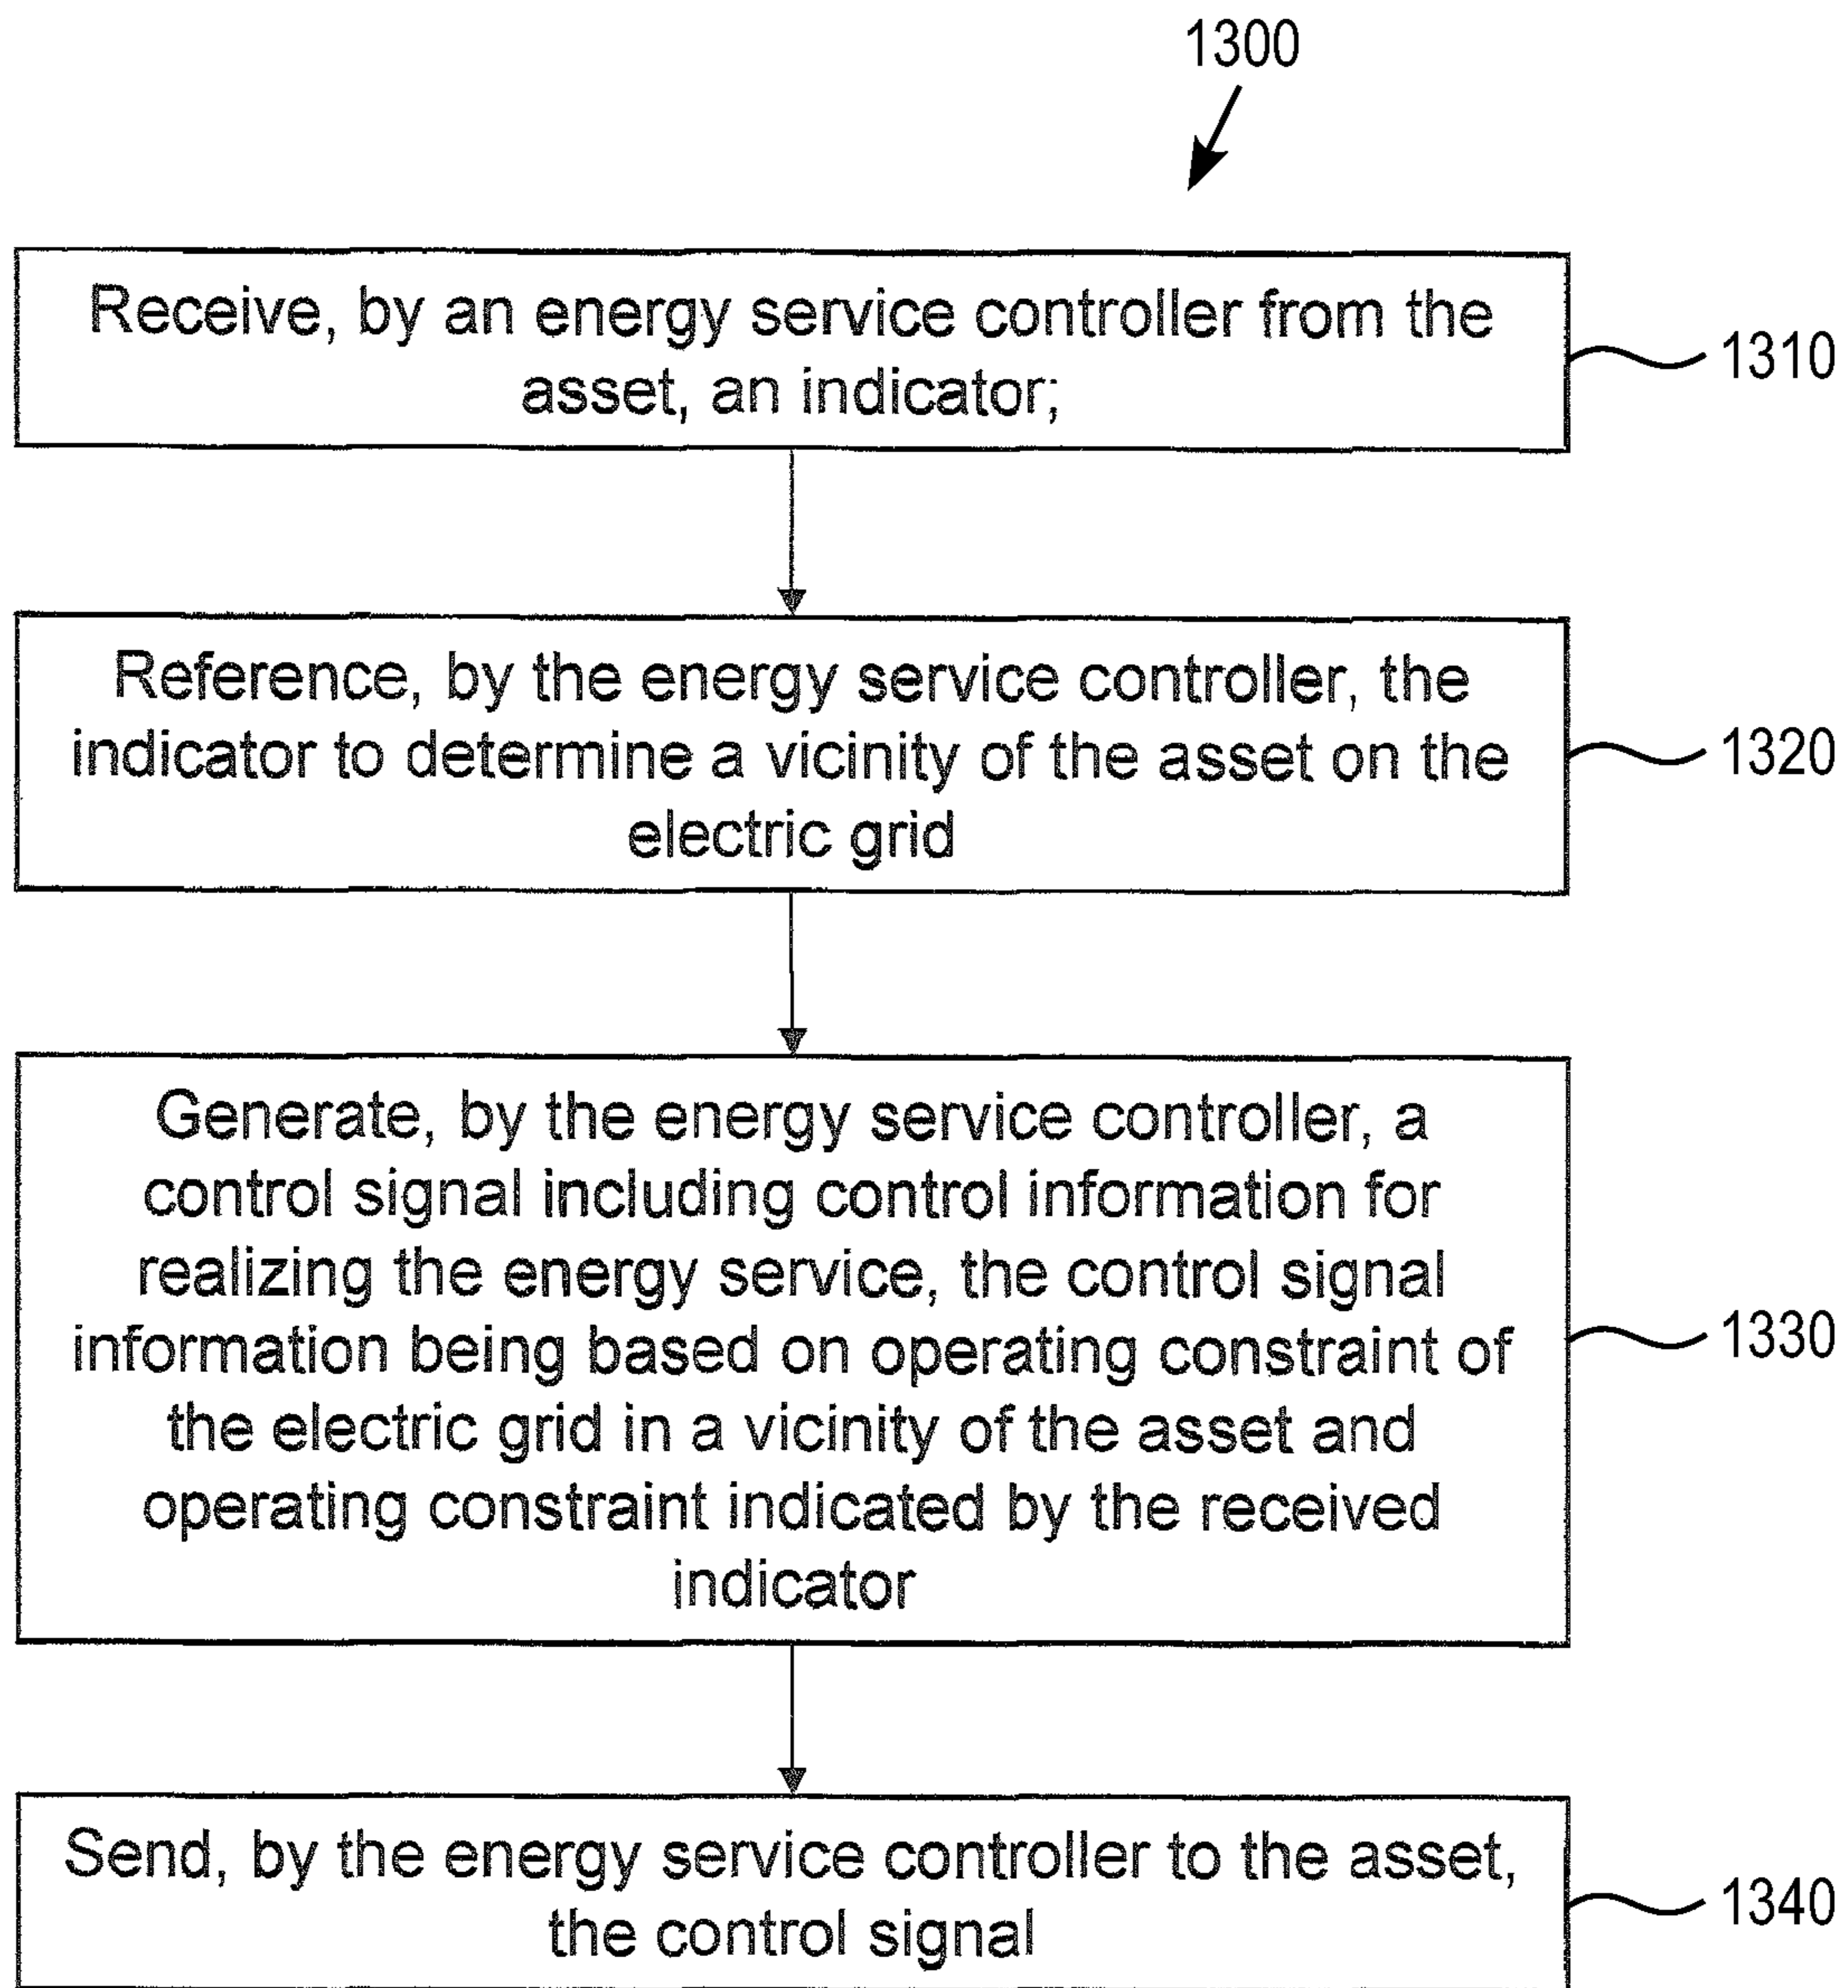 1300
Receive, by an energy service controller from the
asset, an indicator;
1310
Reference, by the energy service controller, the
indicator to determine a vicinity of the asset on the
electric grid
1320
Generate, by the energy service controller, a
control signal including control information for
realizing the energy service, the control signal
information being based on operating constraint of
the electric grid in a vicinity of the asset and
operating constraint indicated by the received
indicator
1330
Send, by the energy service controller to the asset,
the control signal
1340